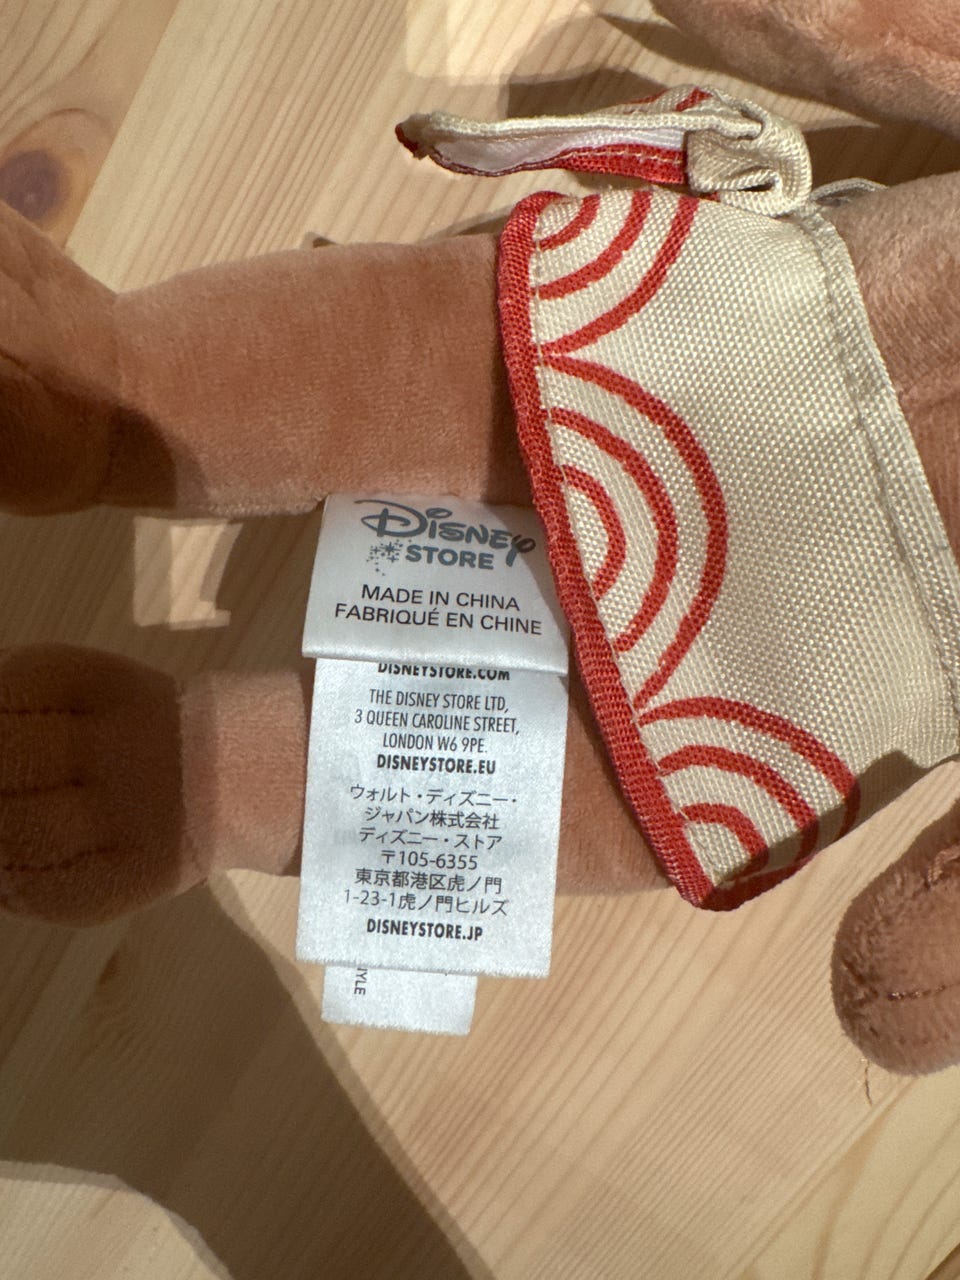 Disney
STORE
MADE IN CHINA
FABRIQUÉ EN CHINE
DISNEYSTORE.COM
THE DISNEY STORE LTD,
3 QUEEN CAROLINE STREET,
LONDON W6 9PE.
DISNEYSTORE.EU
ウォルト・ディズニー・
ジャパン株式会社
ディズニー・ストア
〒105-6355
東京都港区虎ノ門
1-23-1虎ノ門ヒルズ
DISNEYSTORE.JP